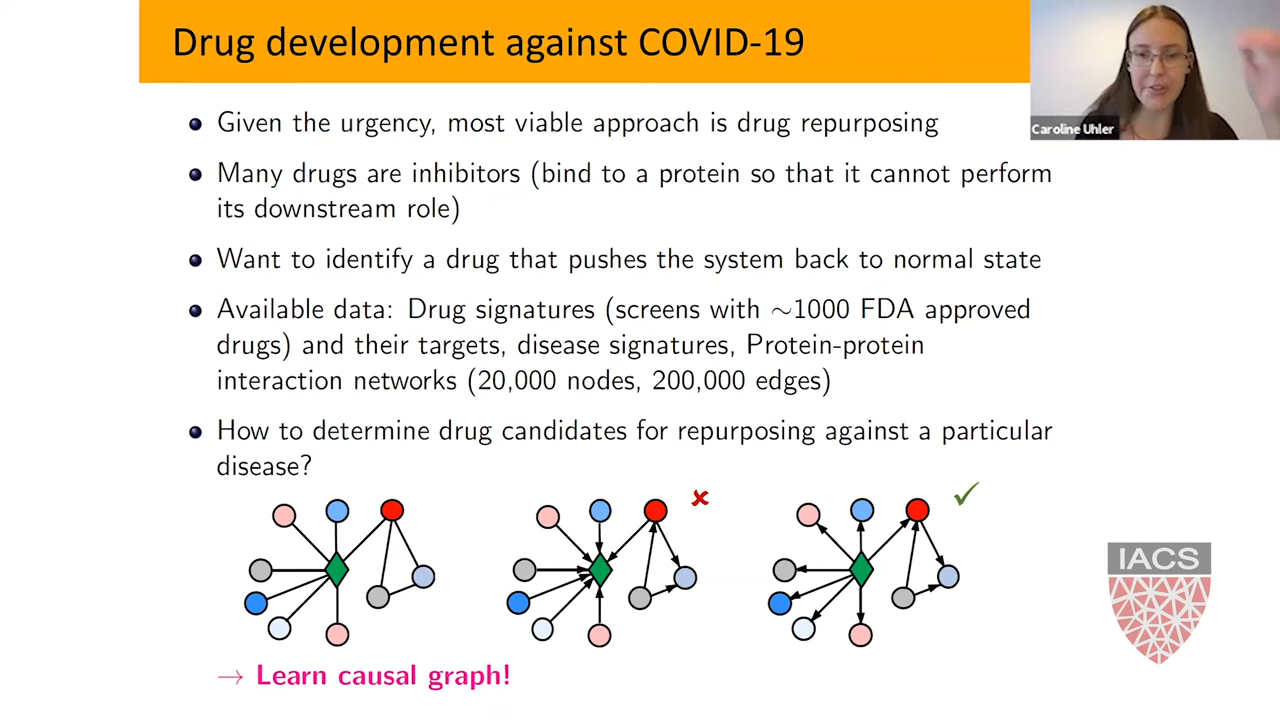 Drug development against COVID-19
Caroline Uhler
Given the urgency, most viable approach is drug repurposing
Many drugs are inhibitors (bind to a protein so that it cannot perform
its downstream role)
Want to identify a drug that pushes the system back to normal state
Available data: Drug signatures (screens with ∼1000 FDA approved
drugs) and their targets, disease signatures, Protein-protein
interaction networks (20,000 nodes, 200,000 edges)
How to determine drug candidates for repurposing against a particular
disease?
IACS
→ Learn causal graph!